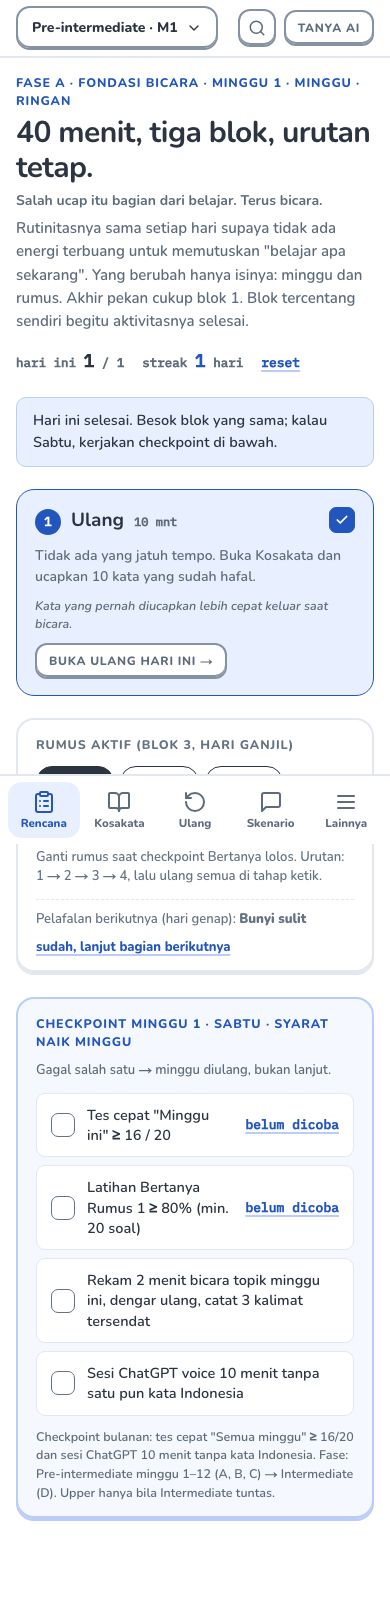 Pre-intermediate · M1
TANYA AI
FASE A · FONDASI BICARA · MINGGU 1 · MINGGU ·
RINGAN
40 menit, tiga blok, urutan
tetap.
Salah ucap itu bagian dari belajar. Terus bicara.
Rutinitasnya sama setiap hari supaya tidak ada
energi terbuang untuk memutuskan "belajar apa
sekarang". Yang berubah hanya isinya: minggu dan
rumus. Akhir pekan cukup blok 1. Blok tercentang
sendiri begitu aktivitasnya selesai.
hari ini 1 / 1 streak 1 hari reset
Hari ini selesai. Besok blok yang sama; kalau
Sabtu, kerjakan checkpoint di bawah.
1 Ulang 10 mnt
Tidak ada yang jatuh tempo. Buka Kosakata dan
ucapkan 10 kata yang sudah hafal.
Kata yang pernah diucapkan lebih cepat keluar saat
bicara.
BUKA ULANG HARI INI →
RUMUS AKTIF (BLOK 3, HARI GANJIL)
Rencana
Kosakata
Ulang
Skenario
Lainnya
Ganti rumus saat checkpoint Bertanya lolos. Urutan:
1 → 2 → 3 → 4, lalu ulang semua di tahap ketik.
Pelafalan berikutnya (hari genap): Bunyi sulit
sudah, lanjut bagian berikutnya
CHECKPOINT MINGGU 1 · SABTU · SYARAT
NAIK MINGGU
Gagal salah satu → minggu diulang, bukan lanjut.
Tes cepat "Minggu
ini" ≥ 16 / 20
belum dicoba
Latihan Bertanya
Rumus 1 ≥ 80% (min.
20 soal)
belum dicoba
Rekam 2 menit bicara topik minggu
ini, dengar ulang, catat 3 kalimat
tersendat
Sesi ChatGPT voice 10 menit tanpa
satu pun kata Indonesia
Checkpoint bulanan: tes cepat "Semua minggu" ≥ 16/20
dan sesi ChatGPT 10 menit tanpa kata Indonesia. Fase:
Pre-intermediate minggu 1–12 (A, B, C) → Intermediate
(D). Upper hanya bila Intermediate tuntas.